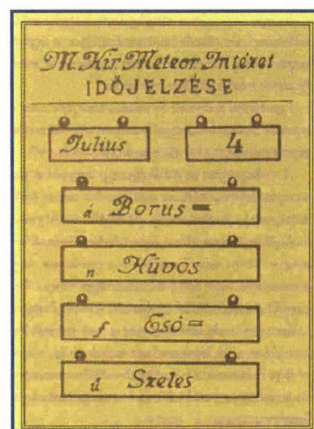 M. Kir. Meteor. Intézet
IDŐJELZÉSE
Julius 4
á Borus =
n Hűvos
f Eső =
ú Szeles